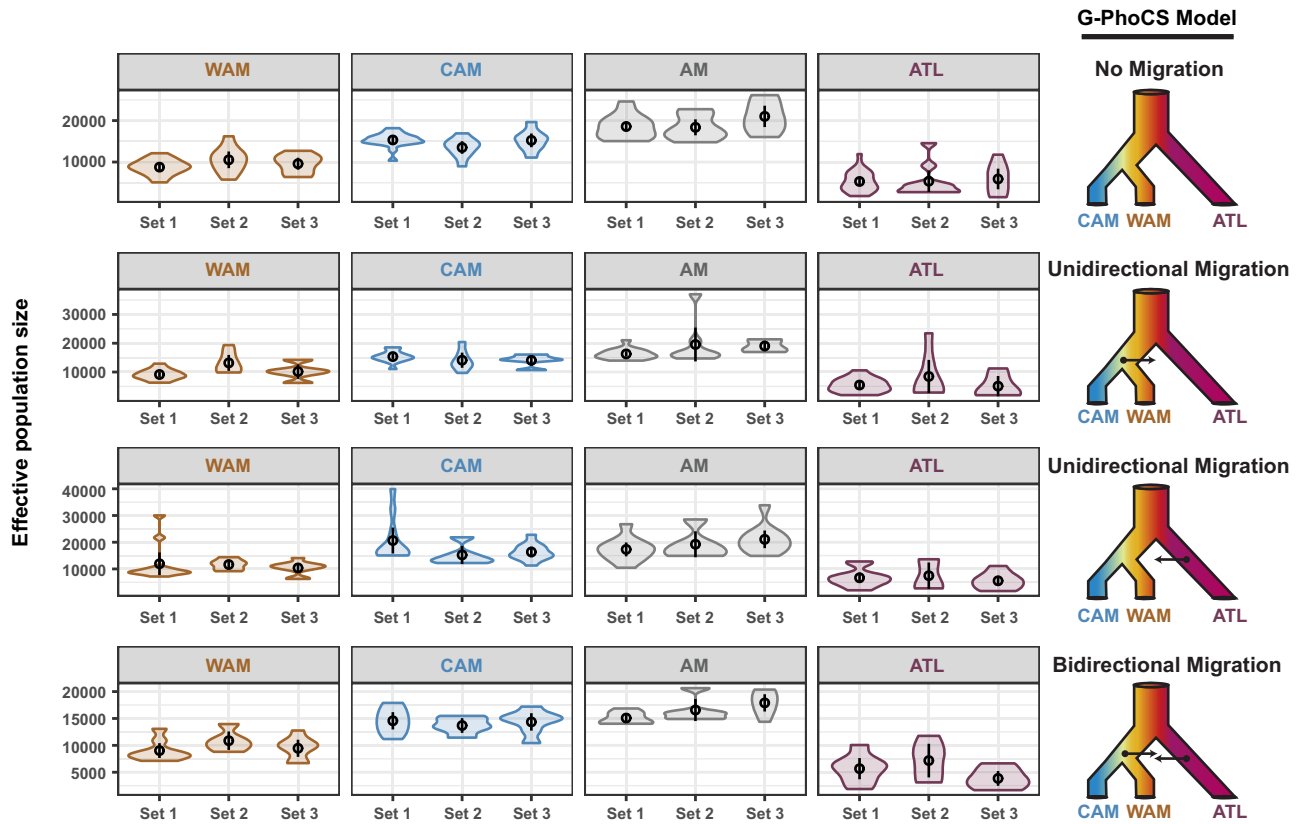 G-PhoCS Model
WAM CAM AM ATL No Migration
20000
10000
Set 1 Set 2 Set 3 Set 1 Set 2 Set 3 Set 1 Set 2 Set 3 Set 1 Set 2 Set 3
CAM WAM ATL
WAM CAM AM ATL Unidirectional Migration
30000
20000
10000
Set 1 Set 2 Set 3 Set 1 Set 2 Set 3 Set 1 Set 2 Set 3 Set 1 Set 2 Set 3
CAM WAM ATL
Effective population size
WAM CAM AM ATL Unidirectional Migration
40000
30000
20000
10000
Set 1 Set 2 Set 3 Set 1 Set 2 Set 3 Set 1 Set 2 Set 3 Set 1 Set 2 Set 3
CAM WAM ATL
WAM CAM AM ATL Bidirectional Migration
20000
15000
10000
5000
Set 1 Set 2 Set 3 Set 1 Set 2 Set 3 Set 1 Set 2 Set 3 Set 1 Set 2 Set 3
CAM WAM ATL